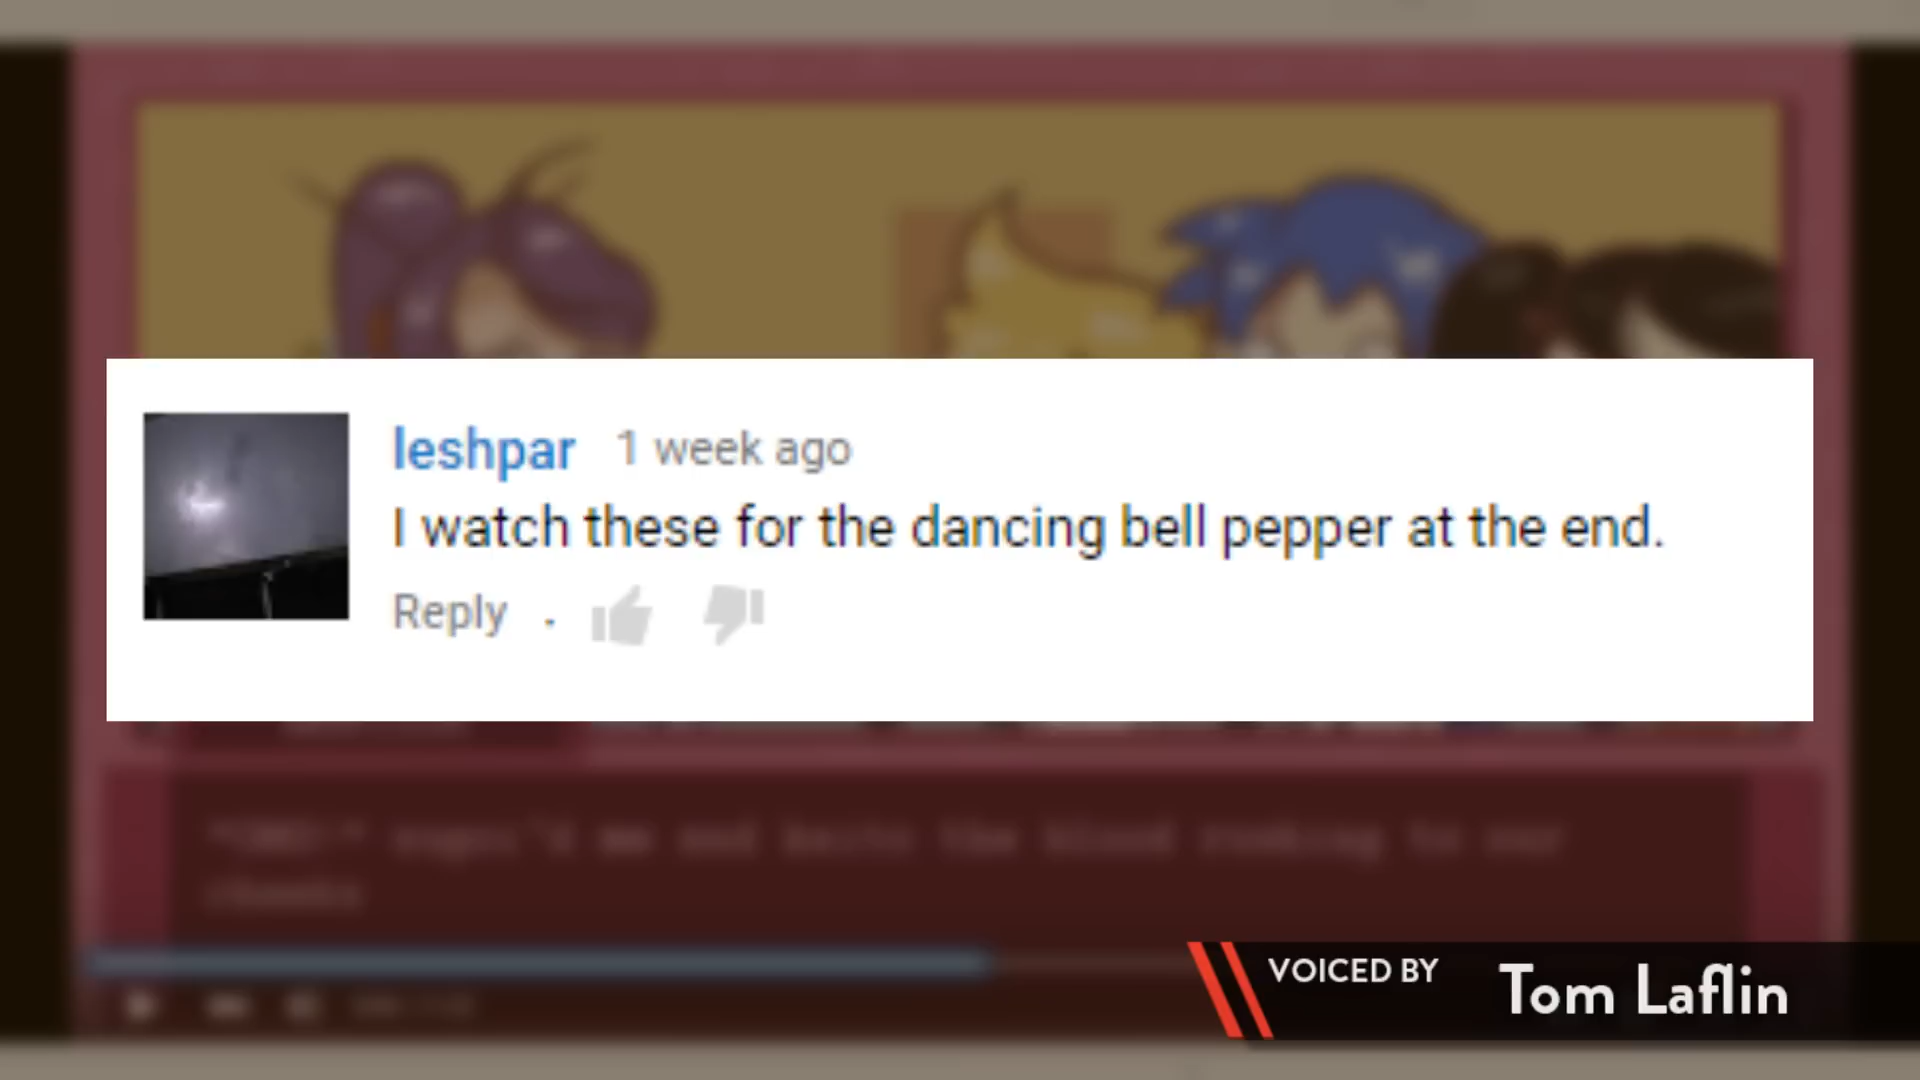 leshpar 1 week ago
I watch these for the dancing bell pepper at the end.
Reply .
VOICED BY Tom Laflin